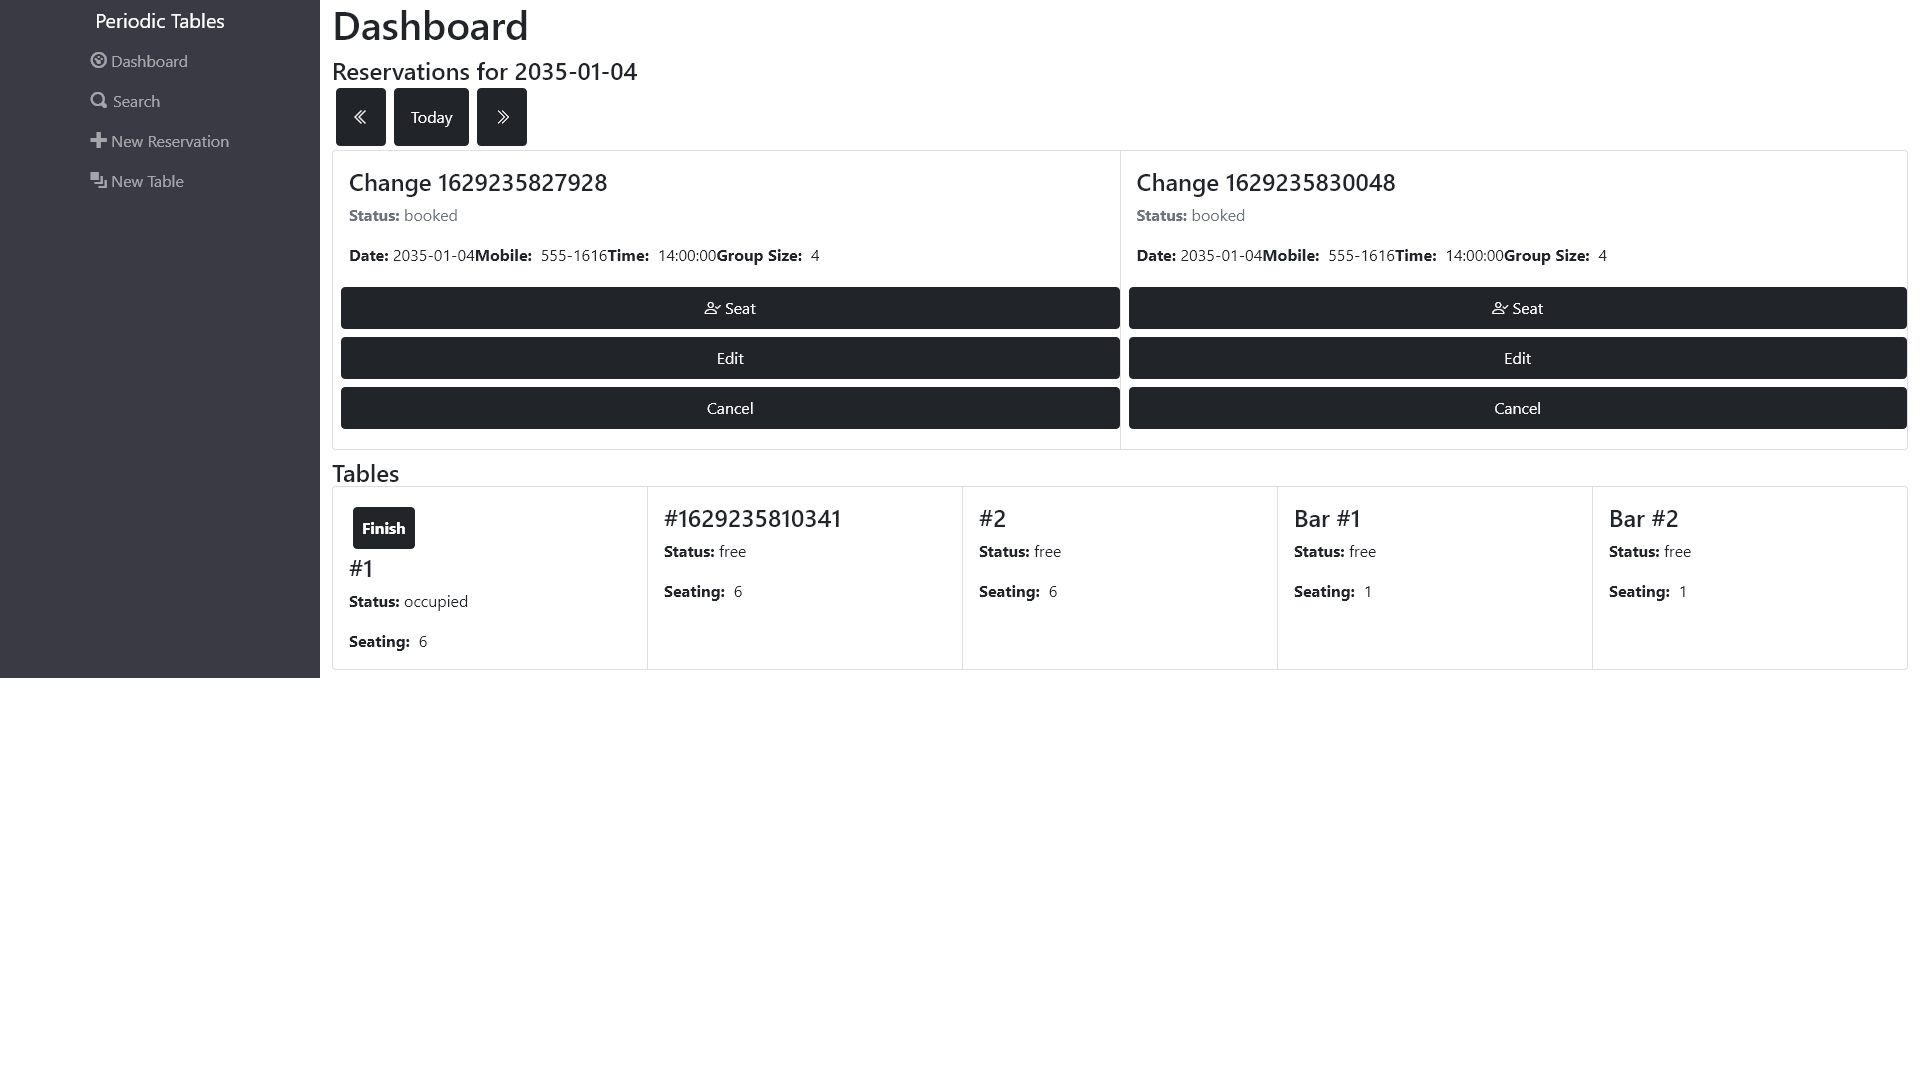 Periodic Tables
Dashboard
Search
New Reservation
New Table
Dashboard
Reservations for 2035-01-04
Today
Change 1629235827928
Status: booked
Date: 2035-01-04Mobile: 555-1616Time: 14:00:00Group Size: 4
Seat
Edit
Cancel
Change 1629235830048
Status: booked
Date: 2035-01-04Mobile: 555-1616Time: 14:00:00Group Size: 4
Seat
Edit
Cancel
Tables
Finish
#1
Status: occupied
Seating: 6
#1629235810341
Status: free
Seating: 6
#2
Status: free
Seating: 6
Bar #1
Status: free
Seating: 1
Bar #2
Status: free
Seating: 1